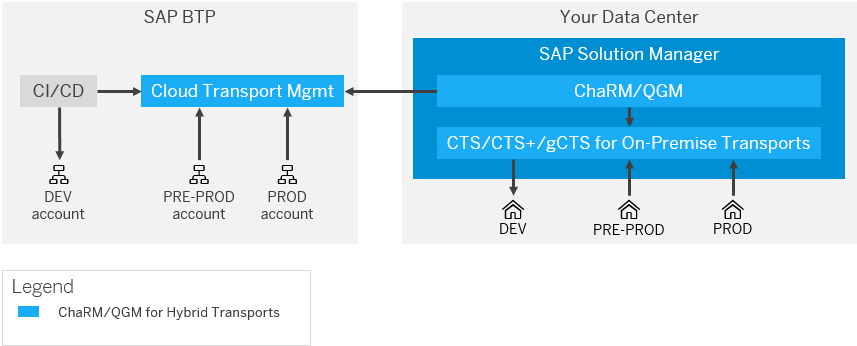 SAP BTP
CI/CD
Cloud Transport Mgmt
DEV
account
PRE-PROD
account
PROD
account
Your Data Center
SAP Solution Manager
ChaRM/QGM
CTS/CTS+/gCTS for On-Premise Transports
DEV
PRE-PROD
PROD
Legend
ChaRM/QGM for Hybrid Transports